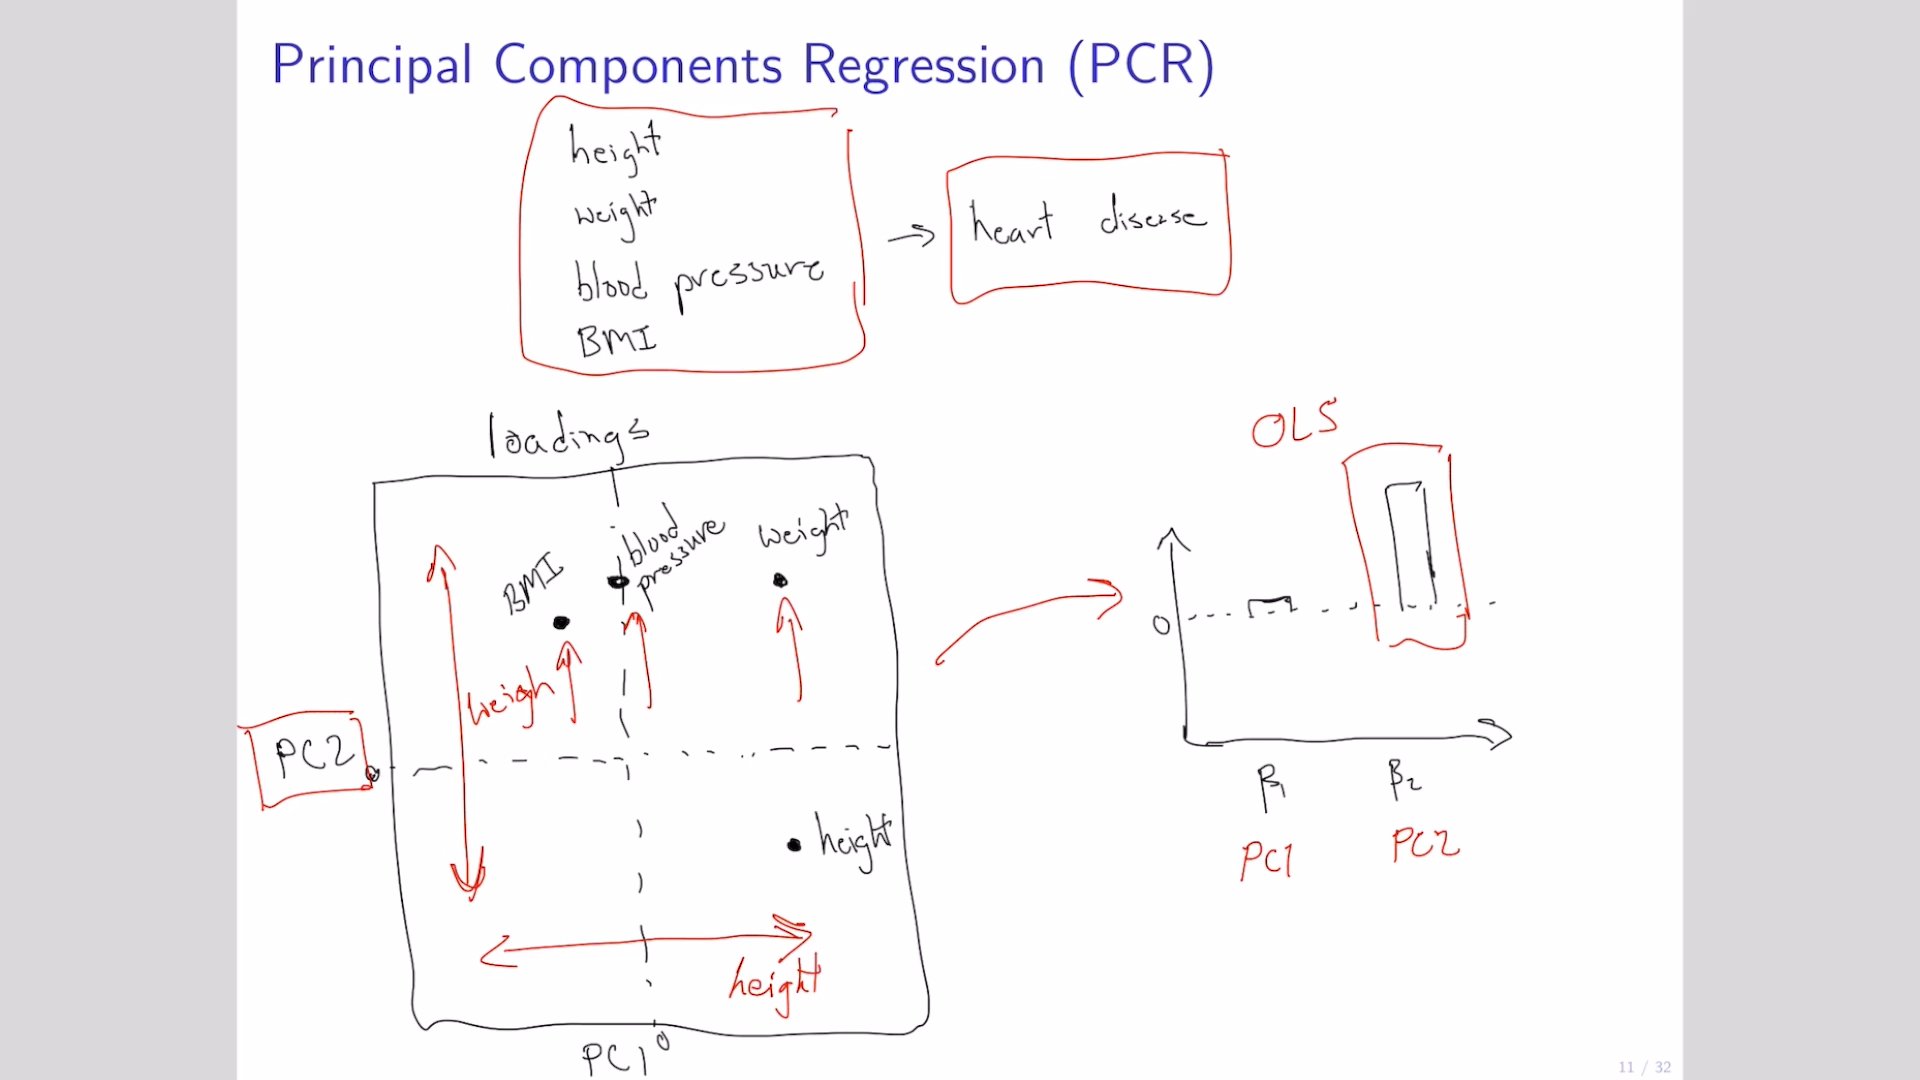 Principal Components Regression (PCR)
height
weight
blood pressure
BMI
→
heart disease
loadings
BMI
blood
pressure
weight
weigh
PC2
0
height
height
PC1
0
OLS
0
β₁
β₂
PC1
PC2
11 / 32